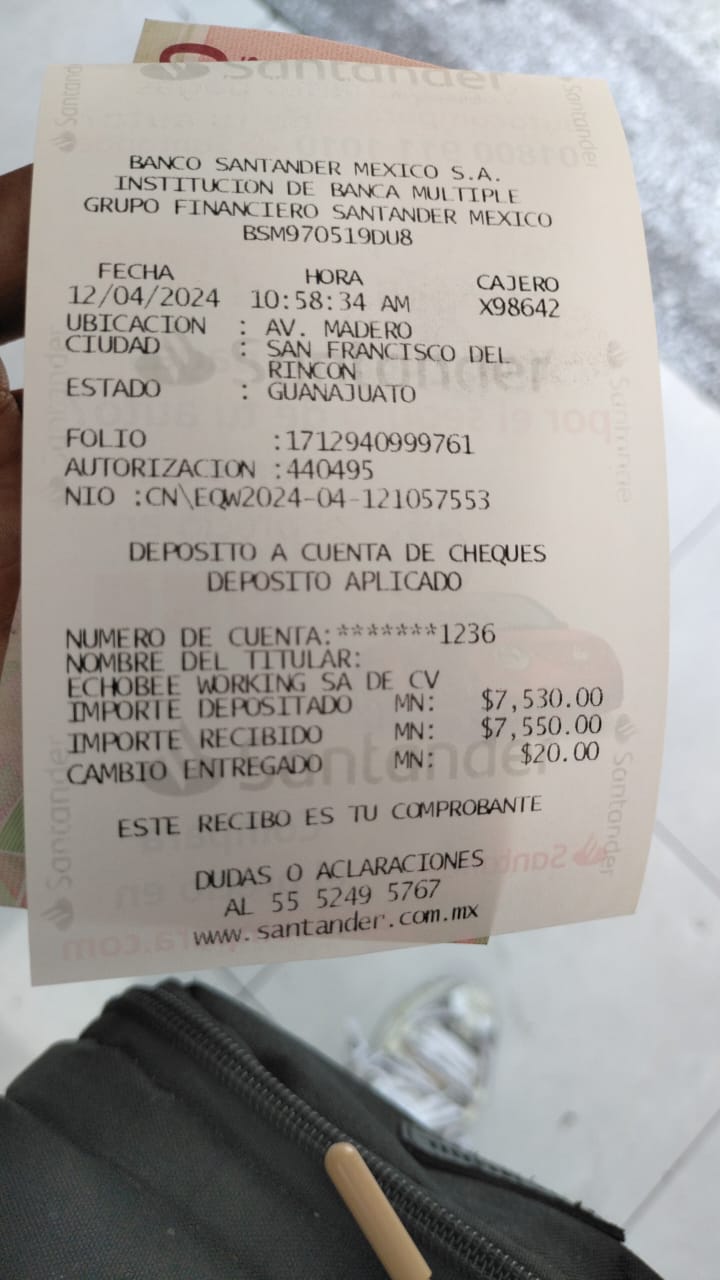 Santander
BANCO SANTANDER MEXICO S.A.
INSTITUCION DE BANCA MULTIPLE
GRUPO FINANCIERO SANTANDER MEXICO
BSM970519DU8
FECHA HORA CAJERO
12/04/2024 10:58:34 AM X98642
UBICACION : AV. MADERO
CIUDAD : SAN FRANCISCO DEL
RINCON
ESTADO : GUANAJUATO
FOLIO :1712940999761
AUTORIZACION :440495
NIO :CN\EQW2024-04-121057553
DEPOSITO A CUENTA DE CHEQUES
DEPOSITO APLICADO
NUMERO DE CUENTA:*******1236
NOMBRE DEL TITULAR:
ECHOBEE WORKING SA DE CV
IMPORTE DEPOSITADO MN: $7,530.00
IMPORTE RECIBIDO MN: $7,550.00
CAMBIO ENTREGADO MN: $20.00
ESTE RECIBO ES TU COMPROBANTE
DUDAS O ACLARACIONES
AL 55 5249 5767
www.santander.com.mx